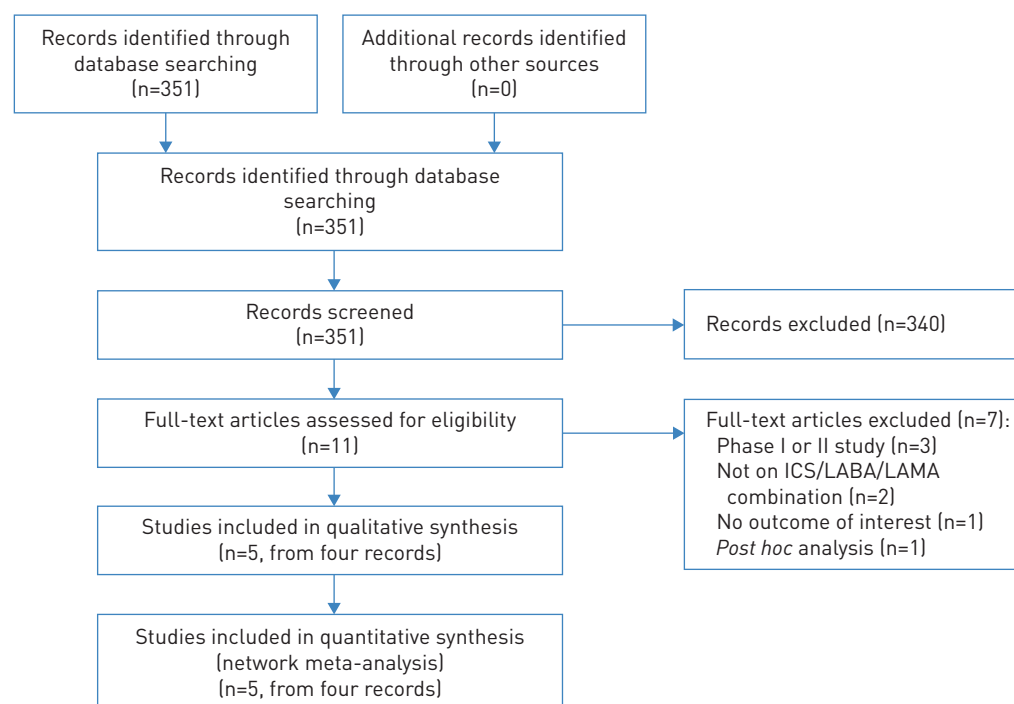 Records identified through
database searching
(n=351)
Additional records identified
through other sources
(n=0)
Records identified through database
searching
(n=351)
Records screened
(n=351)
Records excluded (n=340)
Full-text articles assessed for eligibility
(n=11)
Full-text articles excluded (n=7):
Phase I or II study (n=3)
Not on ICS/LABA/LAMA
combination (n=2)
No outcome of interest (n=1)
Post hoc analysis (n=1)
Studies included in qualitative synthesis
(n=5, from four records)
Studies included in quantitative synthesis
(network meta-analysis)
(n=5, from four records)